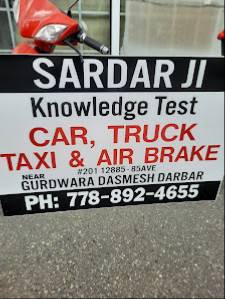 SARDAR JI
Knowledge Test
CAR, TRUCK
TAXI & AIR BRAKE
#201 12885-85AVE
NEAR GURDWARA DASMESH DARBAR
PH: 778-892-4655